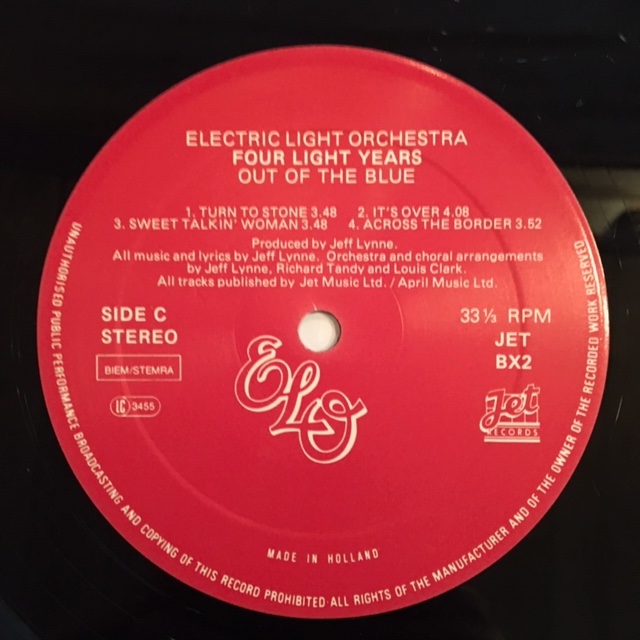 ELECTRIC LIGHT ORCHESTRA
FOUR LIGHT YEARS
OUT OF THE BLUE
1. TURN TO STONE 3.48 2. IT'S OVER 4.08
3. SWEET TALKIN' WOMAN 3.48 4. ACROSS THE BORDER 3.52
Produced by Jeff Lynne.
All music and lyrics by Jeff Lynne. Orchestra and choral arrangements
by Jeff Lynne, Richard Tandy and Louis Clark.
All tracks published by Jet Music Ltd. / April Music Ltd.
SIDE C
STEREO
BIEM/STEMRA
LC 3455
33⅓ RPM
JET
BX2
ELO
Jet
RECORDS
MADE IN HOLLAND
UNAUTHORISED PUBLIC PERFORMANCE BROADCASTING AND COPYING OF THIS RECORD PROHIBITED·ALL RIGHTS OF THE MANUFACTURER AND OF THE OWNER OF THE RECORDED WORK RESERVED